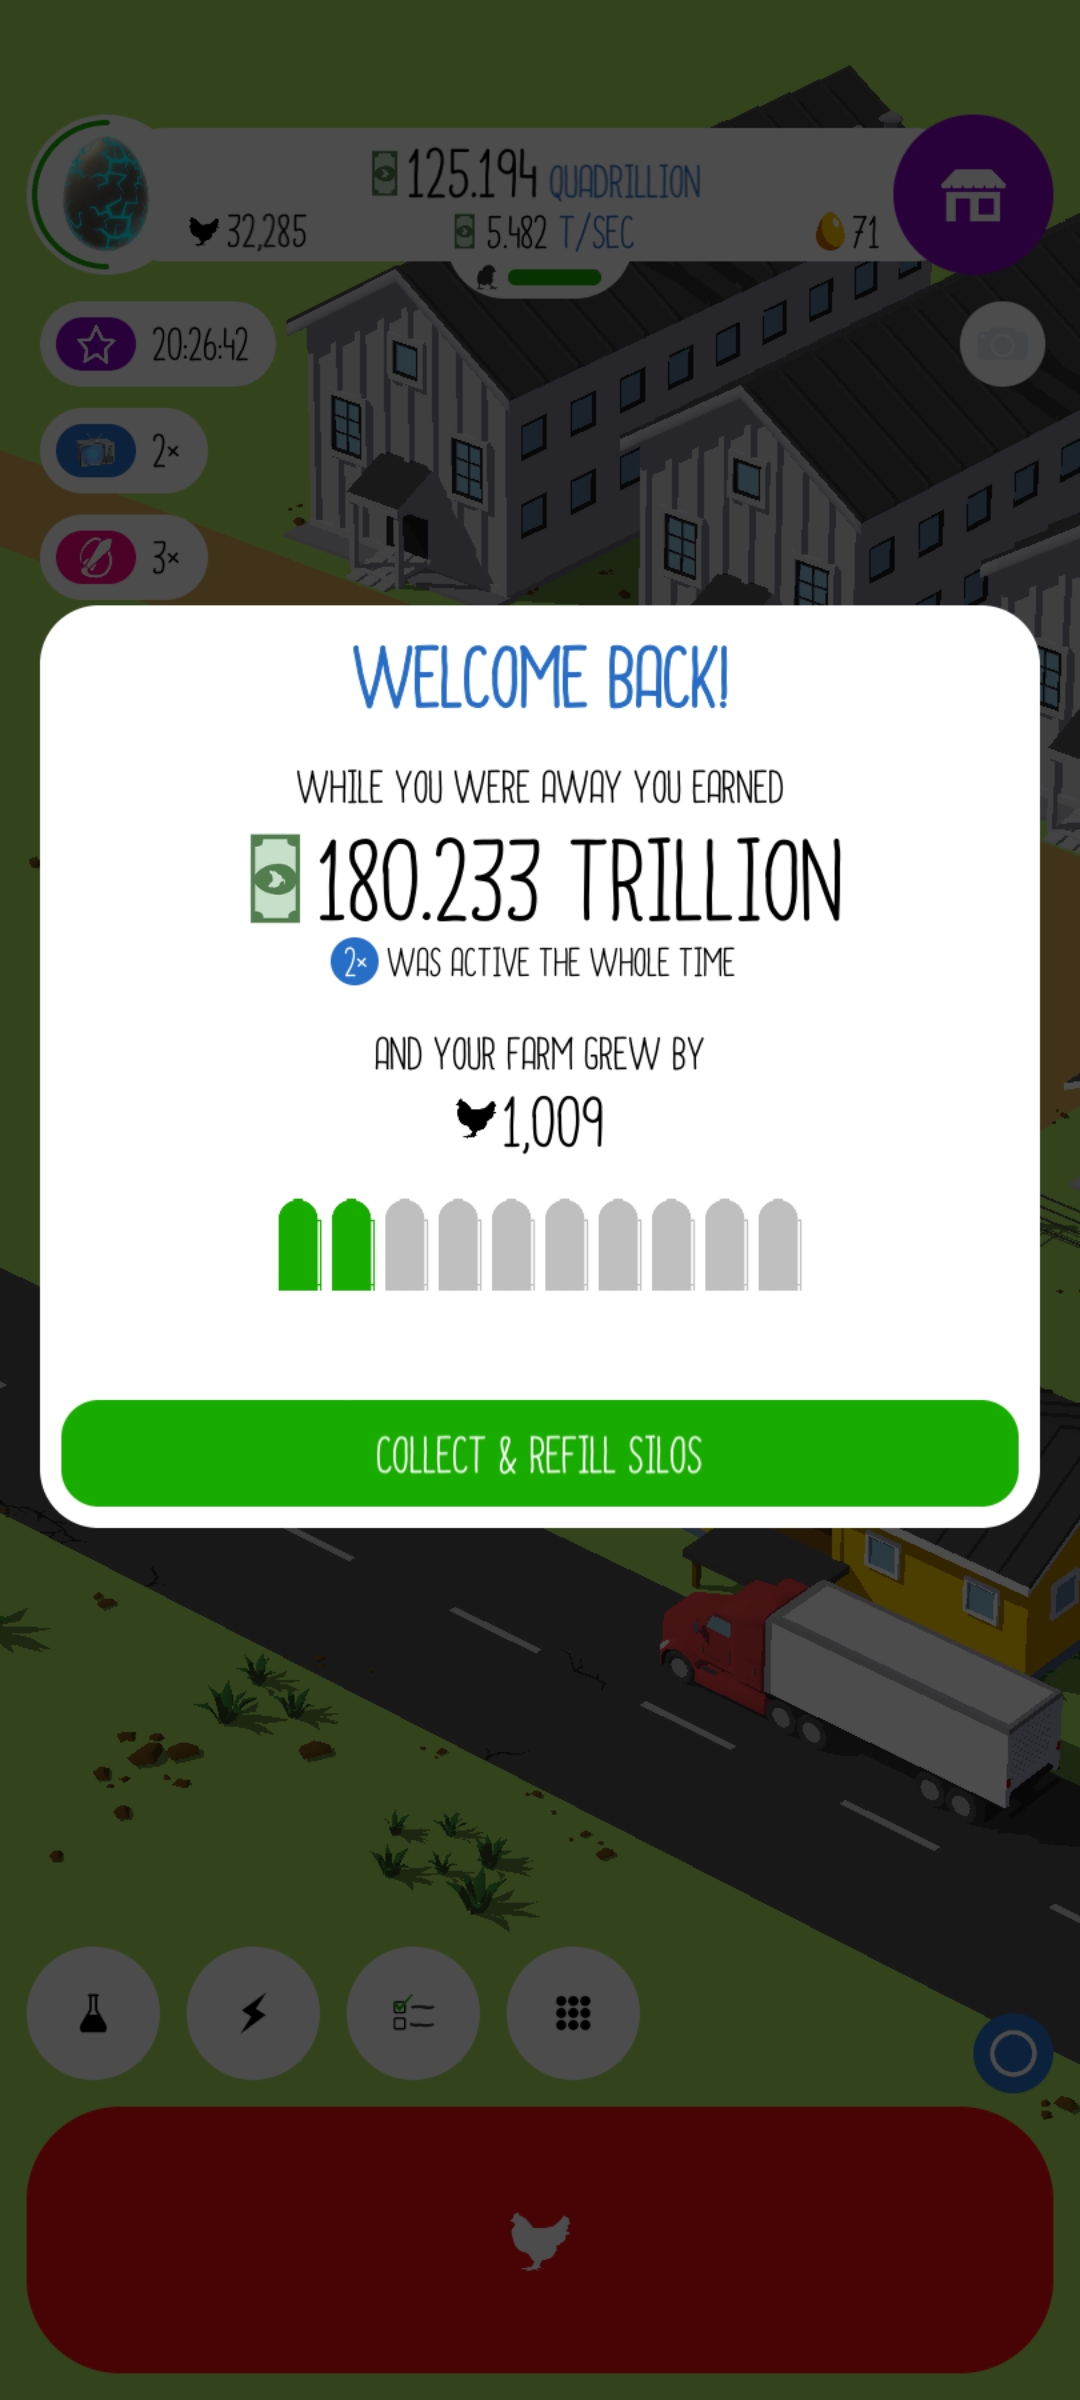 125.194 QUADRILLION
32,285 5.482 T/SEC 71
20:26:42
2×
3×
WELCOME BACK!
WHILE YOU WERE AWAY YOU EARNED
180.233 TRILLION
2× WAS ACTIVE THE WHOLE TIME
AND YOUR FARM GREW BY
1,009
COLLECT & REFILL SILOS